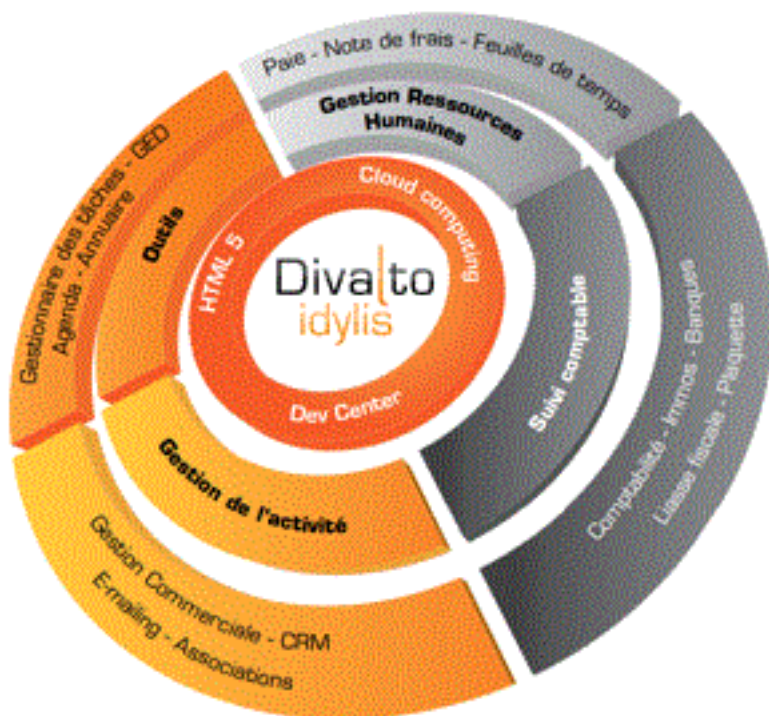 Paie - Note de frais - Feuilles de temps
Gestion Ressources
Humaines
Gestionnaire des tâches - GED
Agenda - Annuaire
Outils
HTML 5
Cloud computing
Dev Center
Divalto
idylis
Suivi comptable
Comptabilité - Immos - Banques
Liasse fiscale - Plaquette
Gestion de l'activité
Gestion Commerciale - CRM
E-mailing - Associations